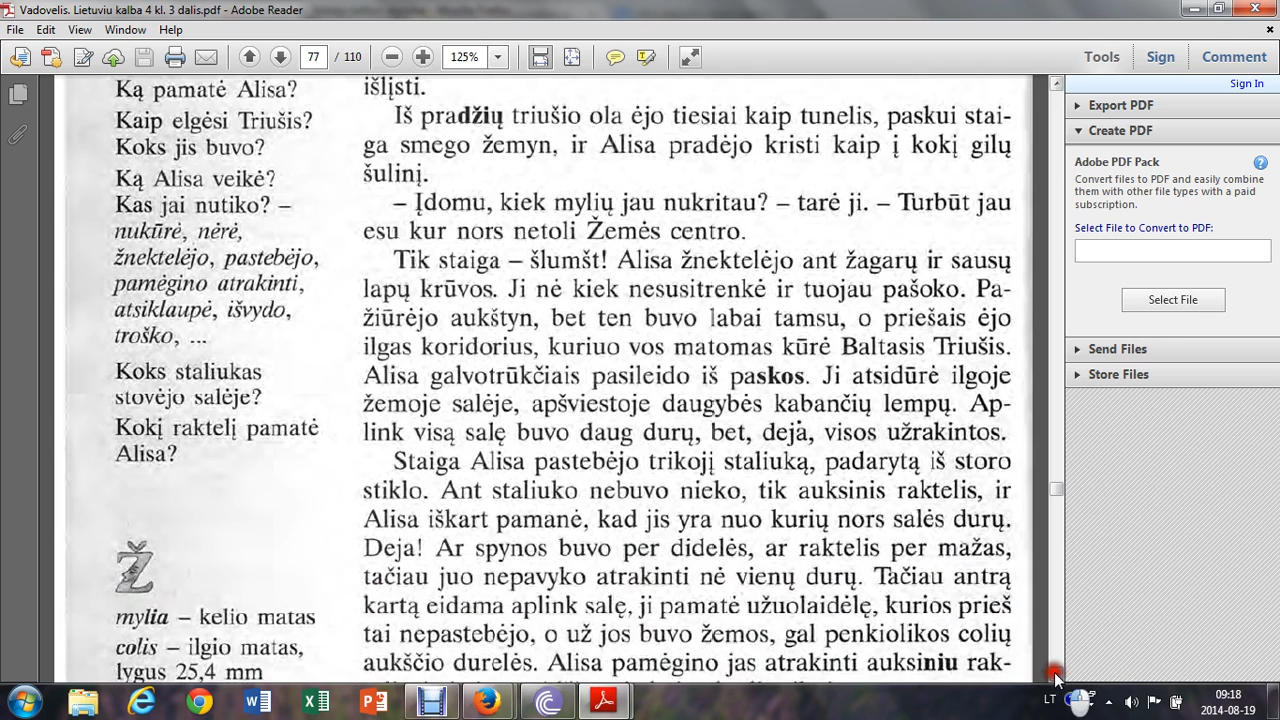 Vadovelis. Lietuviu kalba 4 kl. 3 dalis.pdf - Adobe Reader
File Edit View Window Help
77 / 110 125% Tools Sign Comment
Sign In
Export PDF
Create PDF
Adobe PDF Pack
Convert files to PDF and easily combine
them with other file types with a paid
subscription.
Select File to Convert to PDF:
Select File
Send Files
Store Files
Ką pamatė Alisa?
Kaip elgėsi Triušis?
Koks jis buvo?
Ką Alisa veikė?
Kas jai nutiko? –
nukūrė, nėrė,
žnektelėjo, pastebėjo,
pamėgino atrakinti,
atsiklaupė, išvydo,
troško, ...
Koks staliukas
stovėjo salėje?
Kokį raktelį pamatė
Alisa?
Ž
mylia – kelio matas
colis – ilgio matas,
lygus 25,4 mm
išlįsti.
Iš pradžių triušio ola ėjo tiesiai kaip tunelis, paskui stai-
ga smego žemyn, ir Alisa pradėjo kristi kaip į kokį gilų
šulinį.
– Įdomu, kiek mylių jau nukritau? – tarė ji. – Turbūt jau
esu kur nors netoli Žemės centro.
Tik staiga – šlumšt! Alisa žnektelėjo ant žagarų ir sausų
lapų krūvos. Ji nė kiek nesusitrenkė ir tuojau pašoko. Pa-
žiūrėjo aukštyn, bet ten buvo labai tamsu, o priešais ėjo
ilgas koridorius, kuriuo vos matomas kūrė Baltasis Triušis.
Alisa galvotrūkčiais pasileido iš paskos. Ji atsidūrė ilgoje
žemoje salėje, apšviestoje daugybės kabančių lempų. Ap-
link visą salę buvo daug durų, bet, deja, visos užrakintos.
Staiga Alisa pastebėjo trikojį staliuką, padarytą iš storo
stiklo. Ant staliuko nebuvo nieko, tik auksinis raktelis, ir
Alisa iškart pamanė, kad jis yra nuo kurių nors salės durų.
Deja! Ar spynos buvo per didelės, ar raktelis per mažas,
tačiau juo nepavyko atrakinti nė vienų durų. Tačiau antrą
kartą eidama aplink salę, ji pamatė užuolaidėlę, kurios prieš
tai nepastebėjo, o už jos buvo žemos, gal penkiolikos colių
aukščio durelės. Alisa pamėgino jas atrakinti auksiniu rak-
LT
09:18
2014-08-19